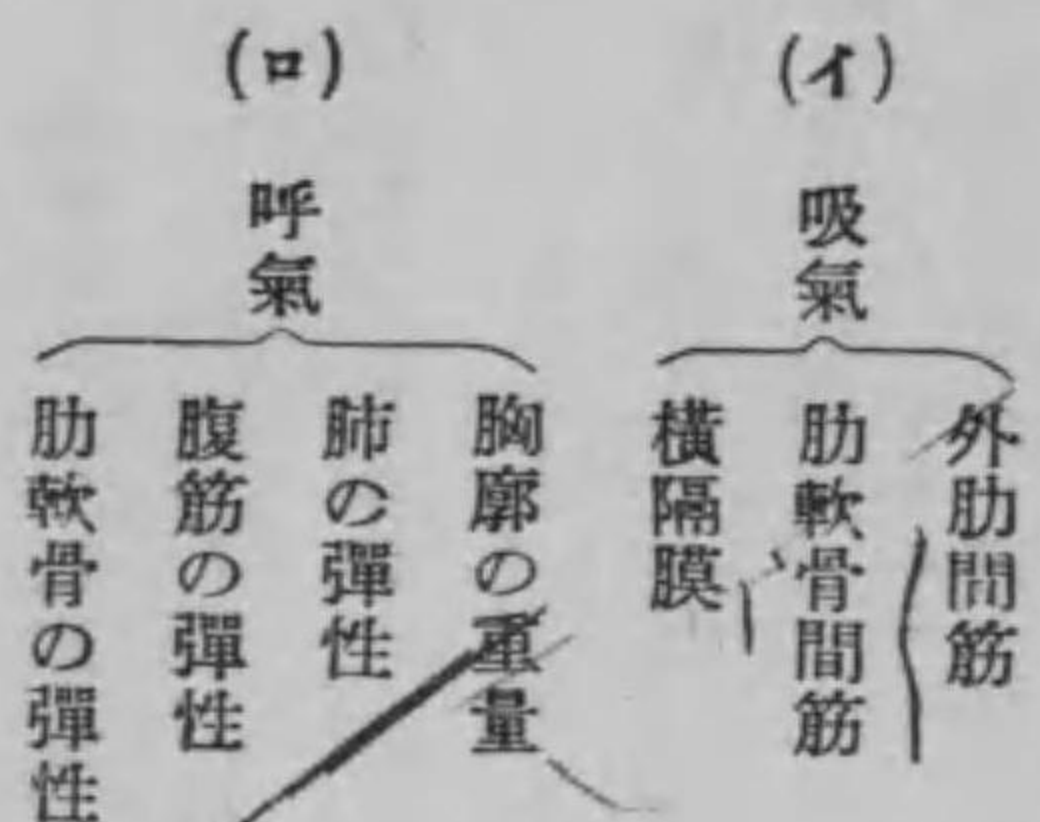 (イ)
吸氣
外肋間筋
肋軟骨間筋
橫隔膜
(ロ)
呼氣
胸廓の重量
肺の彈性
腹筋の彈性
肋軟骨の彈性